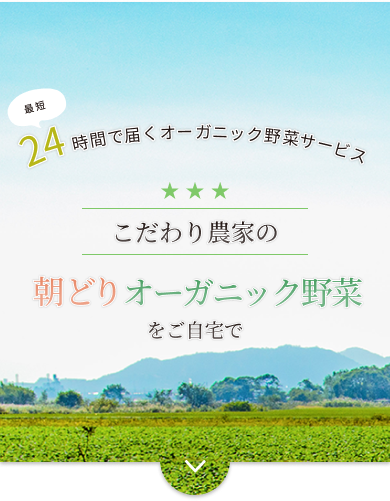 最短
24時間で届くオーガニック野菜サービス
こだわり農家の
朝どりオーガニック野菜
をご自宅で